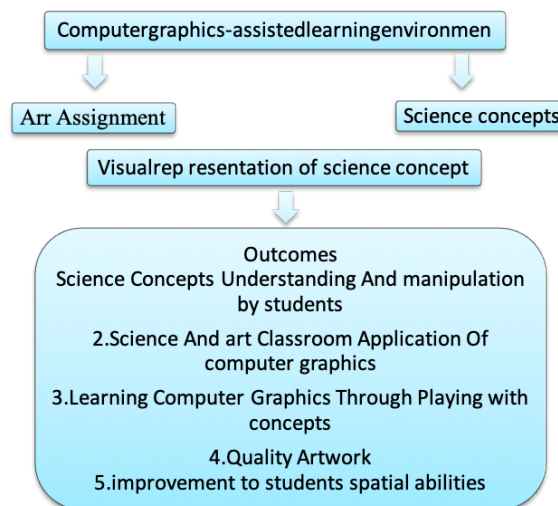 Computergraphics-assistedlearningenvironmen
Arr Assignment
Science concepts
Visualrep resentation of science concept
Outcomes
Science Concepts Understanding And manipulation
by students
2.Science And art Classroom Application Of
computer graphics
3.Learning Computer Graphics Through Playing with
concepts
4.Quality Artwork
5.improvement to students spatial abilities